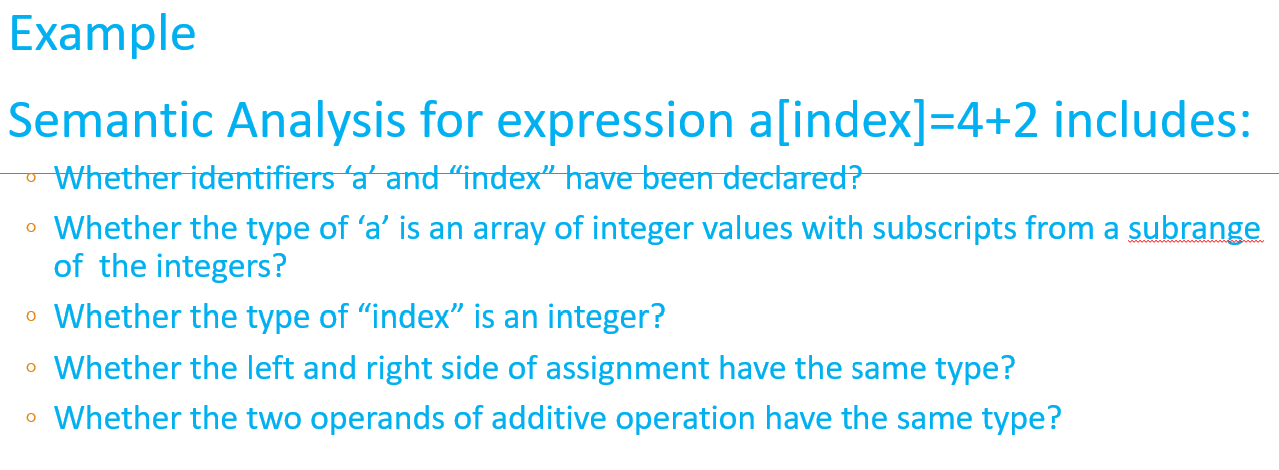 Example
Semantic Analysis for expression a[index]=4+2 includes:
○ Whether identifiers ‘a’ and “index” have been declared?
○ Whether the type of ‘a’ is an array of integer values with subscripts from a subrange
of  the integers?
○ Whether the type of “index” is an integer?
○ Whether the left and right side of assignment have the same type?
○ Whether the two operands of additive operation have the same type?